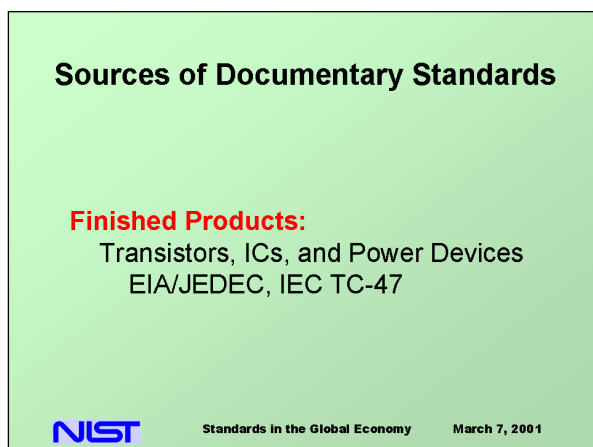 Sources of Documentary Standards
Finished Products:
Transistors, ICs, and Power Devices
EIA/JEDEC, IEC TC-47
NIST
Standards in the Global Economy March 7, 2001